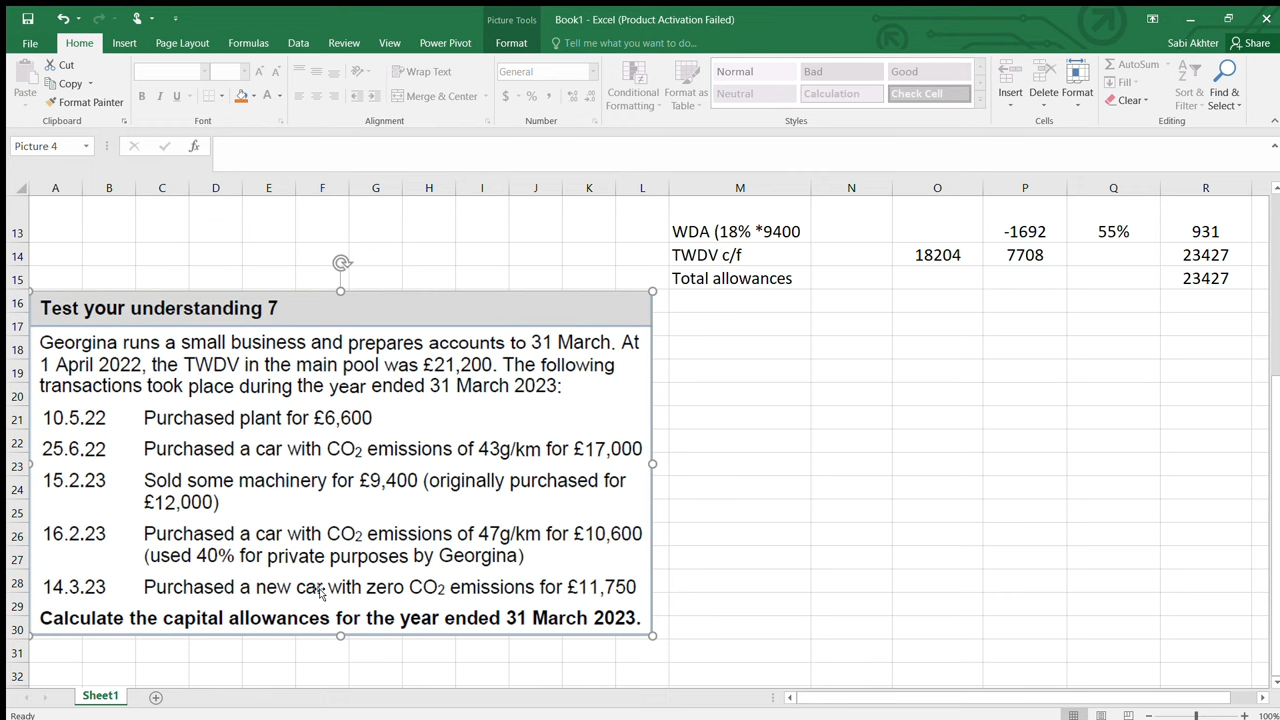 Picture Tools
Book1 - Excel (Product Activation Failed)
File Home Insert Page Layout Formulas Data Review View Power Pivot Format Tell me what you want to do... Sabi Akhter Share
Paste
Cut
Copy
Format Painter
Clipboard
B I U
Font
Wrap Text
Merge & Center
Alignment
General
$ % ,
Number
Conditional Formatting
Format as Table
Normal Bad Good
Neutral Calculation Check Cell
Styles
Insert Delete Format
Cells
AutoSum
Fill
Clear
Sort & Filter
Find & Select
Editing
Picture 4
fx
A B C D E F G H I J K L M N O P Q R
13 WDA (18% *9400 -1692 55% 931
14 TWDV c/f 18204 7708 23427
15 Total allowances 23427
16
17
18
19
20
21
22
23
24
25
26
27
28
29
30
31
32
Test your understanding 7
Georgina runs a small business and prepares accounts to 31 March. At
1 April 2022, the TWDV in the main pool was £21,200. The following
transactions took place during the year ended 31 March 2023:
10.5.22 Purchased plant for £6,600
25.6.22 Purchased a car with CO2 emissions of 43g/km for £17,000
15.2.23 Sold some machinery for £9,400 (originally purchased for
£12,000)
16.2.23 Purchased a car with CO2 emissions of 47g/km for £10,600
(used 40% for private purposes by Georgina)
14.3.23 Purchased a new car with zero CO2 emissions for £11,750
Calculate the capital allowances for the year ended 31 March 2023.
Sheet1
Ready
100%